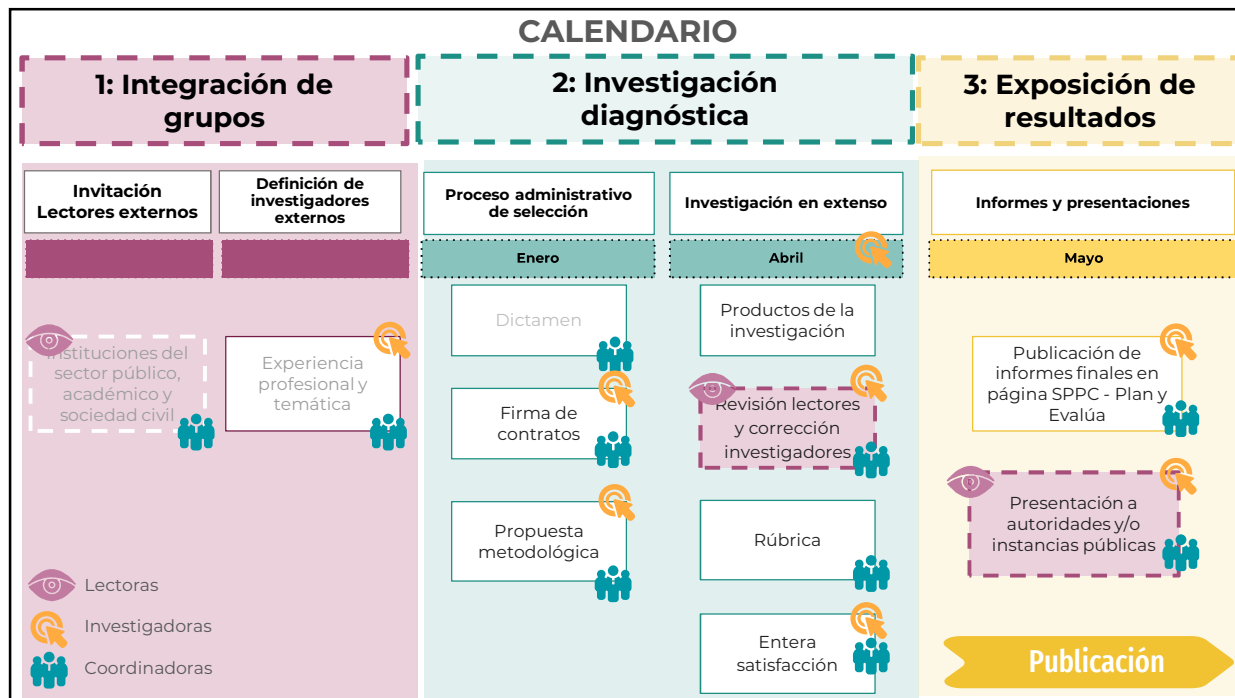 CALENDARIO
1: Integración de
grupos
2: Investigación
diagnóstica
3: Exposición de
resultados
Invitación
Lectores externos
Definición de
investigadores
externos
Proceso administrativo
de selección
Investigación en extenso
Informes y presentaciones
Enero
Abril
Mayo
Instituciones del
sector público,
académico y
sociedad civil
Experiencia
profesional y
temática
Dictamen
Firma de
contratos
Propuesta
metodológica
Productos de la
investigación
Revisión lectores
y corrección
investigadores
Rúbrica
Entera
satisfacción
Publicación de
informes finales en
página SPPC - Plan y
Evalúa
Presentación a
autoridades y/o
instancias públicas
Lectoras
Investigadoras
Coordinadoras
Publicación